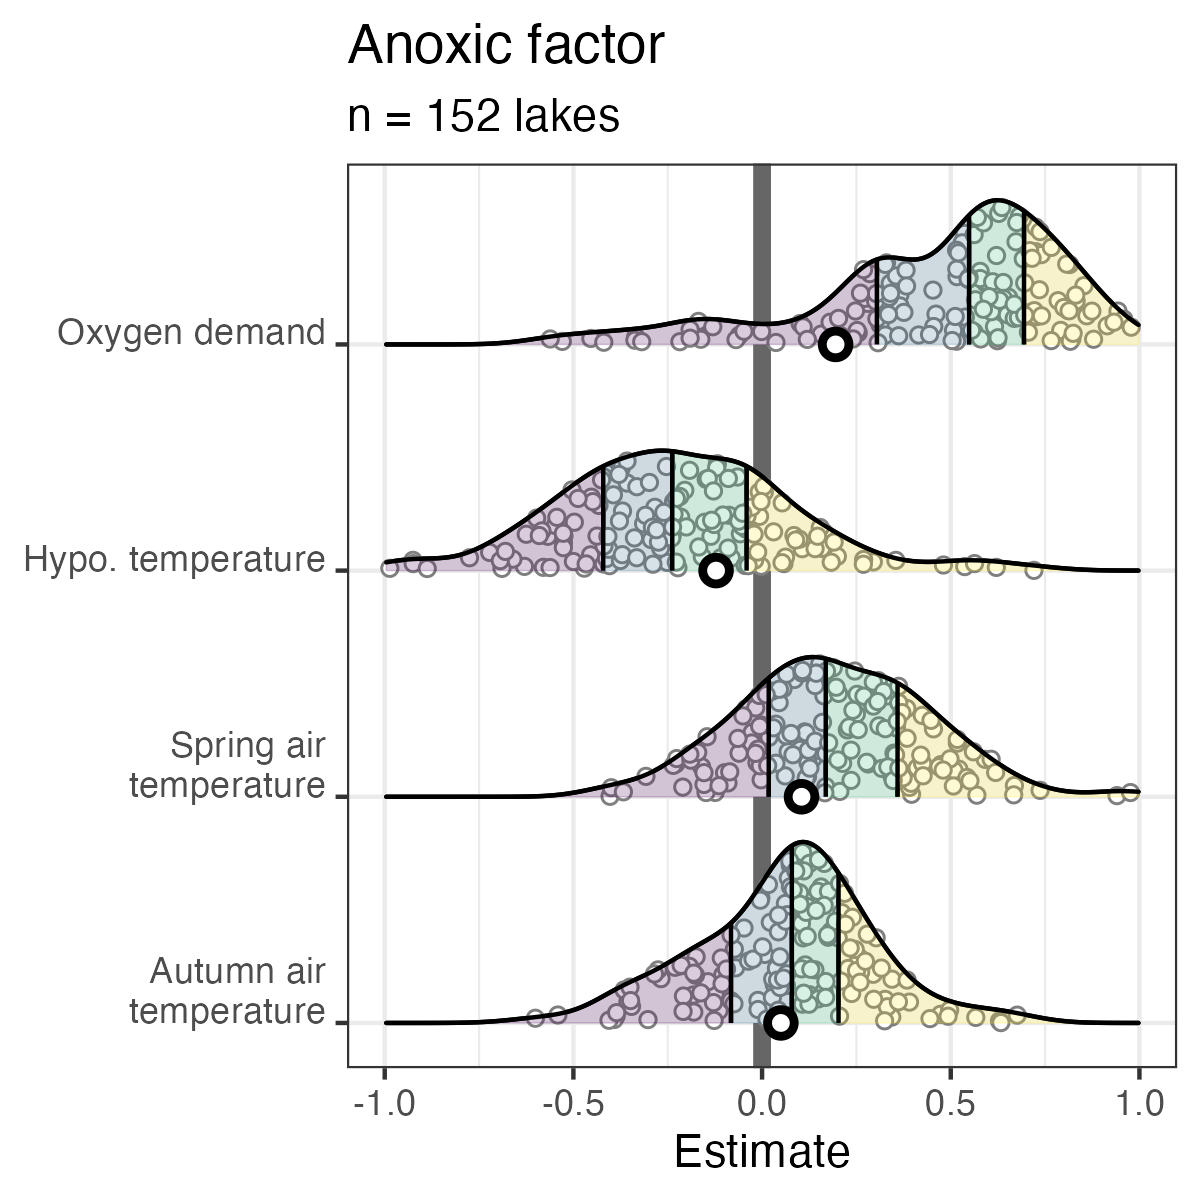 Anoxic factor
n = 152 lakes
Oxygen demand
Hypo. temperature
Spring air
temperature
Autumn air
temperature
-1.0 -0.5 0.0 0.5 1.0
Estimate